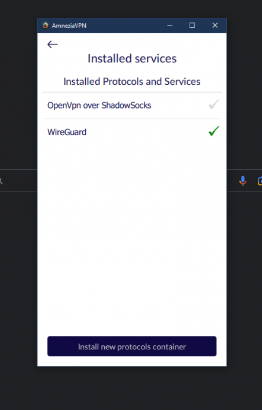 AmneziaVPN
Installed services
Installed Protocols and Services
OpenVpn over ShadowSocks
WireGuard
Install new protocols container